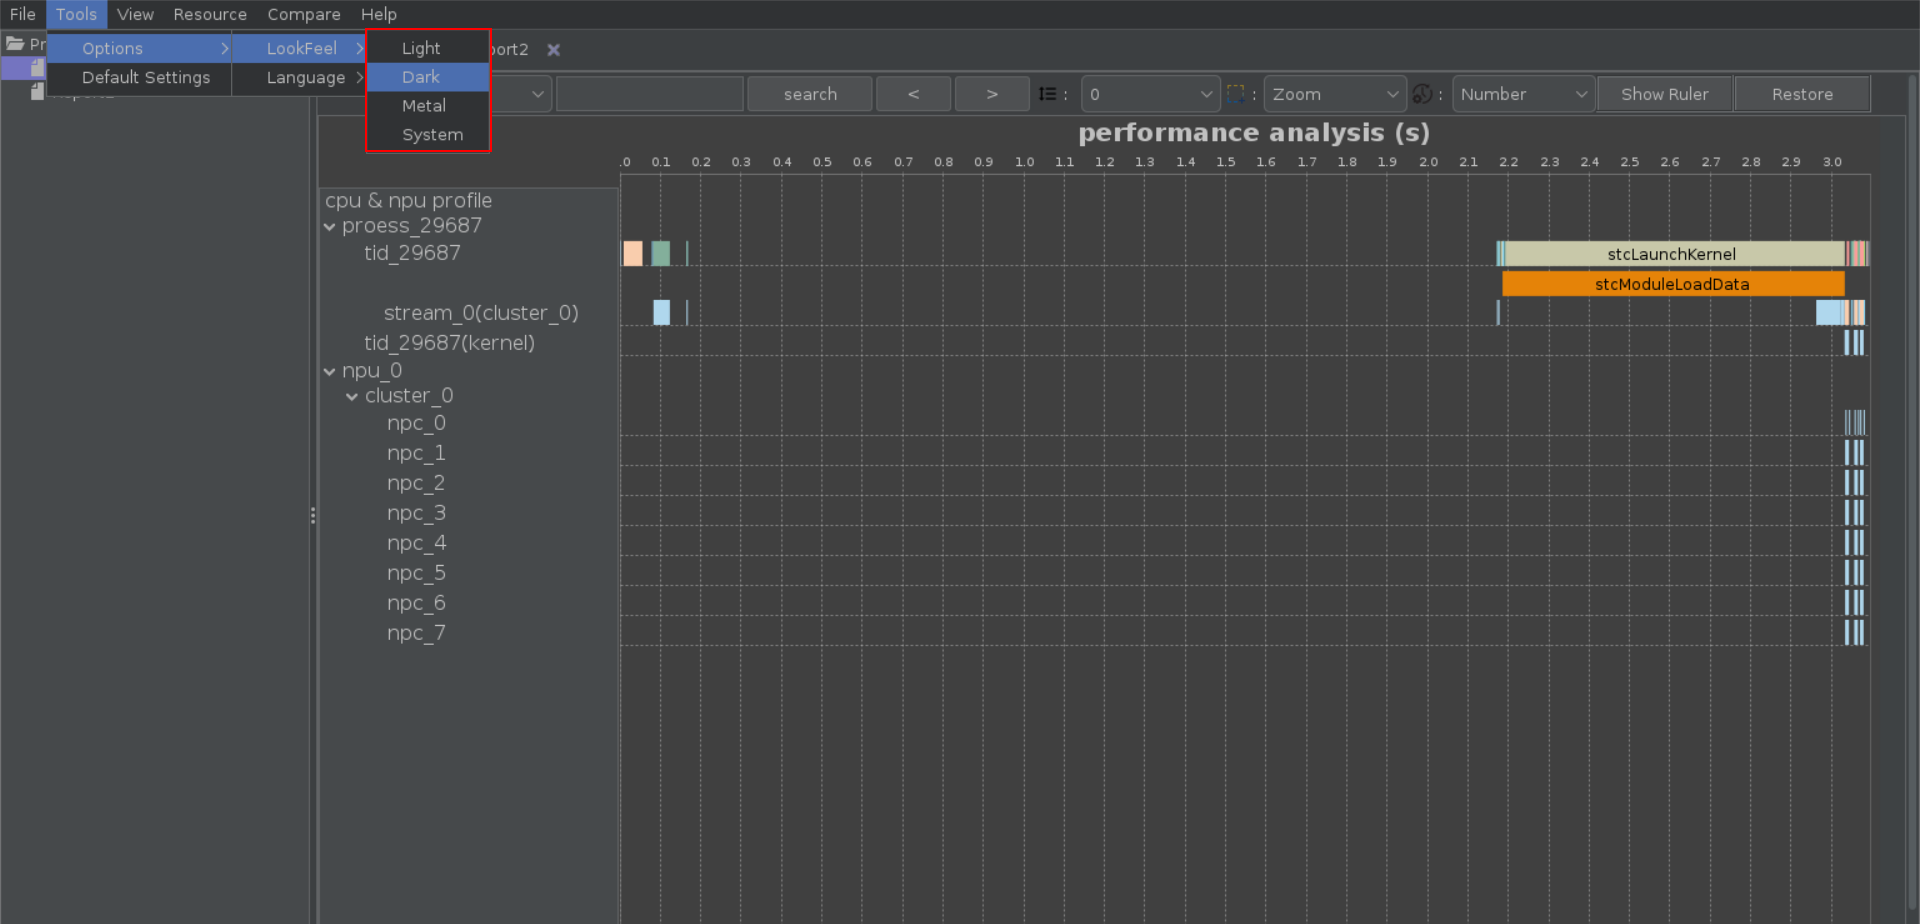 File Tools View Resource Compare Help
Options LookFeel Light
Default Settings Language Dark
Metal
System
Pr
port2
search < > : 0 : Zoom : Number Show Ruler Restore
performance analysis (s)
.0 0.1 0.2 0.3 0.4 0.5 0.6 0.7 0.8 0.9 1.0 1.1 1.2 1.3 1.4 1.5 1.6 1.7 1.8 1.9 2.0 2.1 2.2 2.3 2.4 2.5 2.6 2.7 2.8 2.9 3.0
cpu & npu profile
proess_29687
tid_29687
stcLaunchKernel
stcModuleLoadData
stream_0(cluster_0)
tid_29687(kernel)
npu_0
cluster_0
npc_0
npc_1
npc_2
npc_3
npc_4
npc_5
npc_6
npc_7